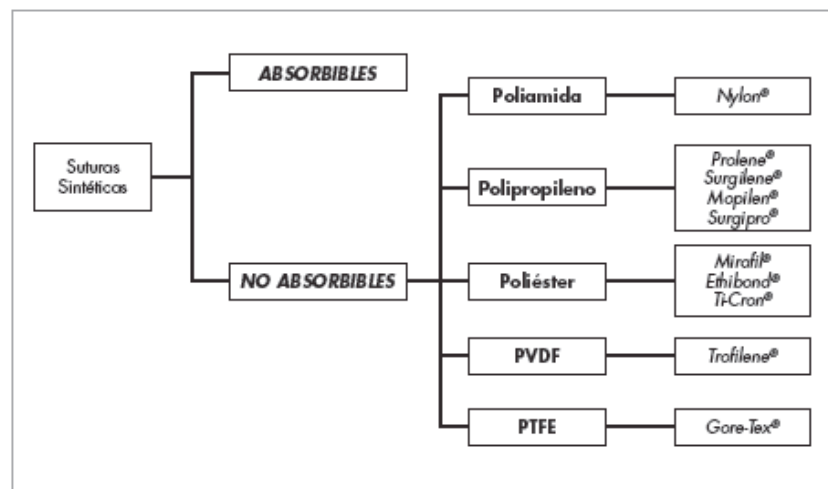 ABSORBIBLES
Suturas
Sintéticas
NO ABSORBIBLES
Poliamida
Nylon®
Polipropileno
Prolene®
Surgilene®
Mopilen®
Surgipro®
Poliéster
Mirafil®
Ethibond®
Ti-Cron®
PVDF
Trofilene®
PTFE
Gore-Tex®